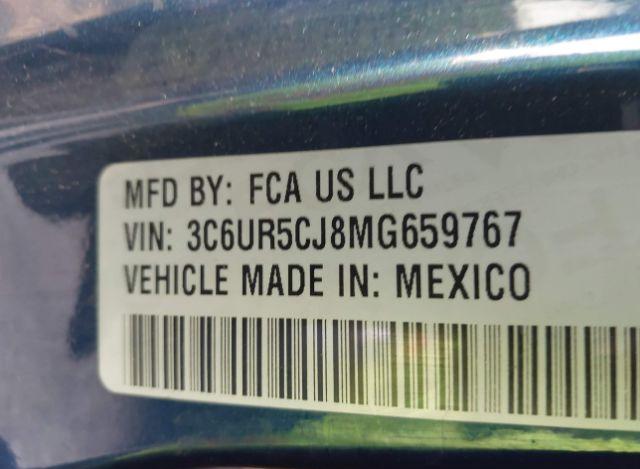 MFD BY: FCA US LLC
VIN: 3C6UR5CJ8MG659767
VEHICLE MADE IN: MEXICO